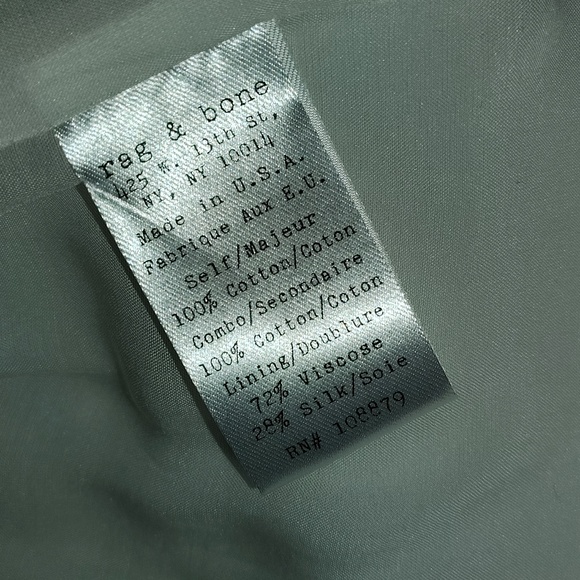 rag & bone
425 W. 13th St,
NY, NY 10014
Made in U.S.A.
Fabrique Aux E.U.
Self/Majeur
100% Cotton/Coton
Combo/Secondaire
100% Cotton/Coton
Lining/Doublure
72% Viscose
28% Silk/Soie
RN# 108879